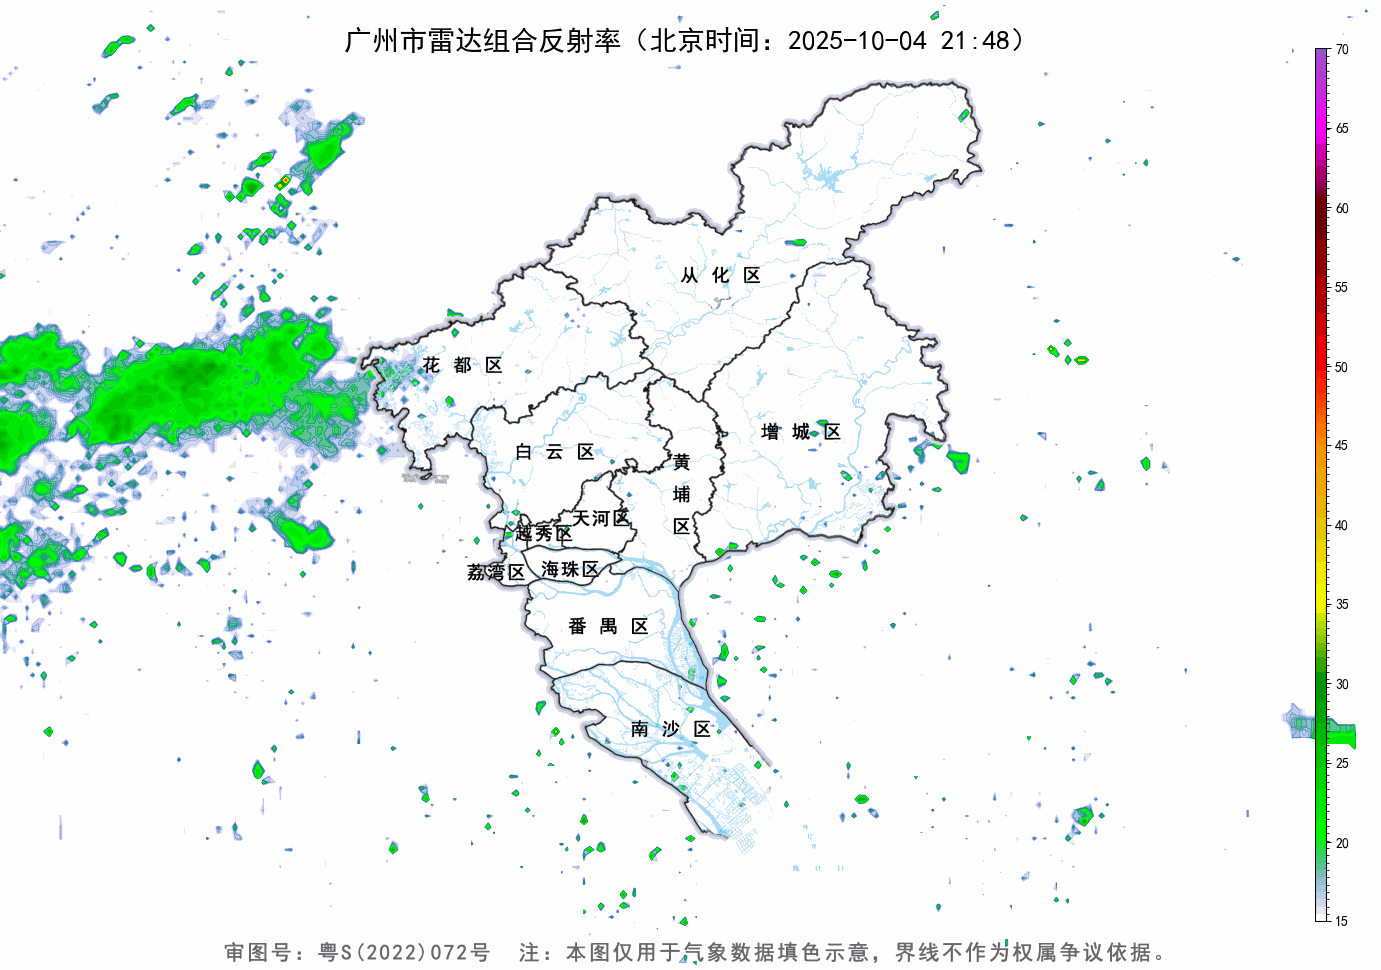 广州市雷达组合反射率（北京时间：2025-10-04 21:48）
70
65
60
55
50
45
40
35
30
25
20
15
从化区
花都区
增城区
白云区
黄埔区
天河区
越秀区
荔湾区
海珠区
番禺区
南沙区
审图号：粤S(2022)072号 注：本图仅用于气象数据填色示意，界线不作为权属争议依据。